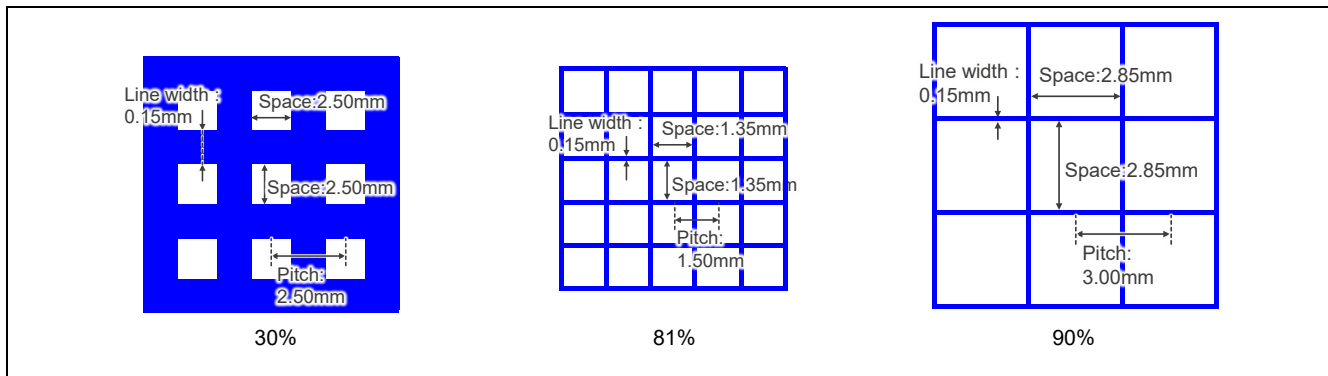 Line width :
0.15mm
Space:2.50mm
Space:2.50mm
Pitch:
2.50mm
30%
Line width :
0.15mm
Space:1.35mm
Space:1.35mm
Pitch:
1.50mm
81%
Line width :
0.15mm
Space:2.85mm
Space:2.85mm
Pitch:
3.00mm
90%